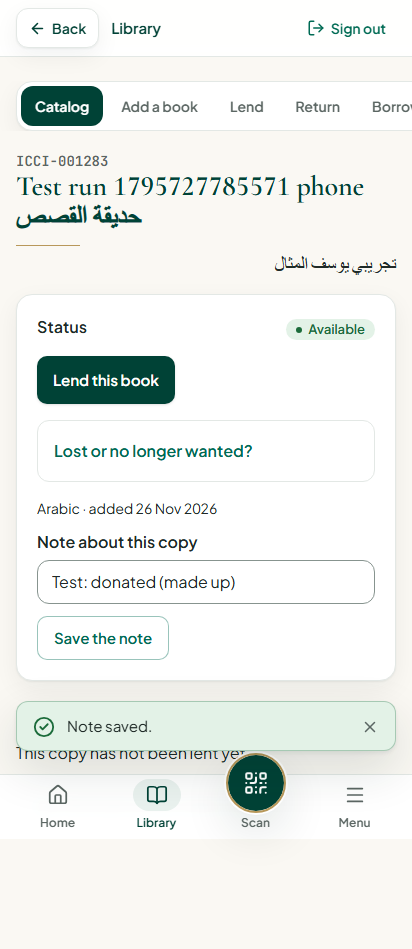 Back
Library
Sign out
Catalog
Add a book
Lend
Return
Borro
ICCI-001283
Test run 1795727785571 phone
حديقة القصص
تجريبي يوسف المثال
Status
Available
Lend this book
Lost or no longer wanted?
Arabic · added 26 Nov 2026
Note about this copy
Test: donated (made up)
Save the note
Note saved.
This copy has not been lent yet
Home
Library
Scan
Menu